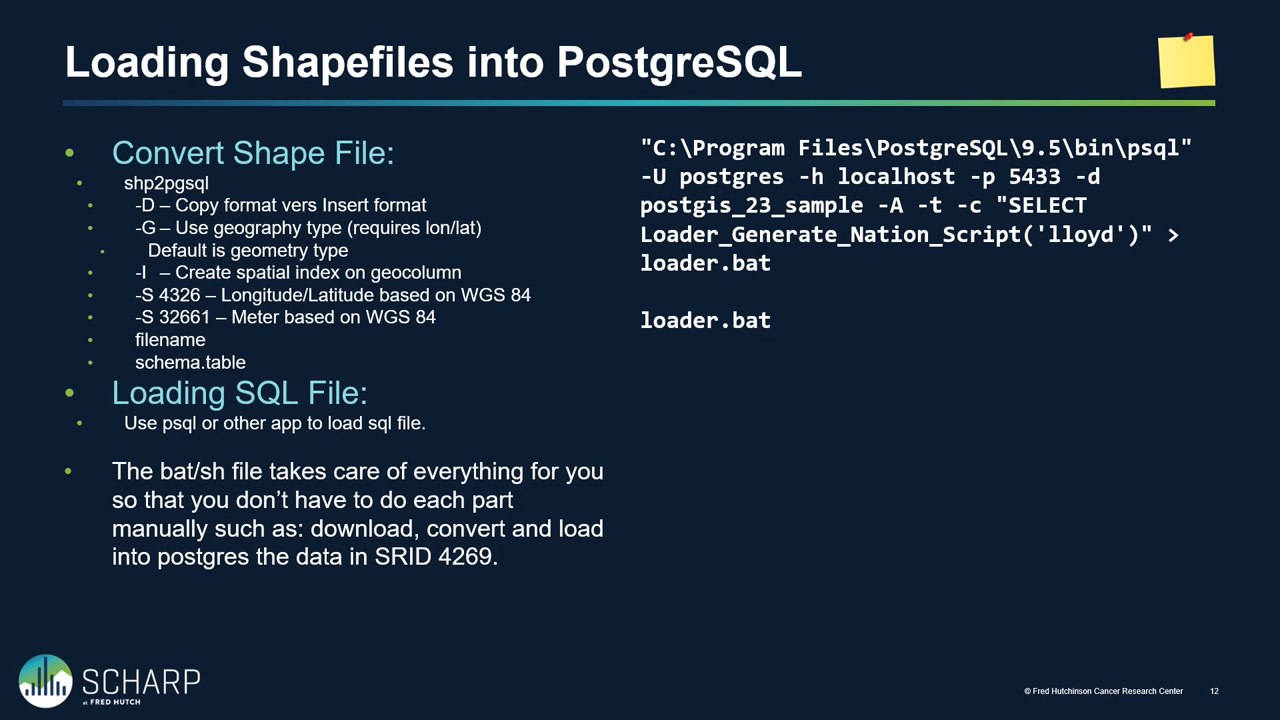 Loading Shapefiles into PostgreSQL
• Convert Shape File:
• shp2pgsql
• -D – Copy format vers Insert format
• -G – Use geography type (requires lon/lat)
• Default is geometry type
• -I – Create spatial index on geocolumn
• -S 4326 – Longitude/Latitude based on WGS 84
• -S 32661 – Meter based on WGS 84
• filename
• schema.table
• Loading SQL File:
• Use psql or other app to load sql file.
• The bat/sh file takes care of everything for you
so that you don’t have to do each part
manually such as: download, convert and load
into postgres the data in SRID 4269.
"C:\Program Files\PostgreSQL\9.5\bin\psql"
-U postgres -h localhost -p 5433 -d
postgis_23_sample -A -t -c "SELECT
Loader_Generate_Nation_Script('lloyd')" >
loader.bat
loader.bat
SCHARP
at FRED HUTCH
© Fred Hutchinson Cancer Research Center
12